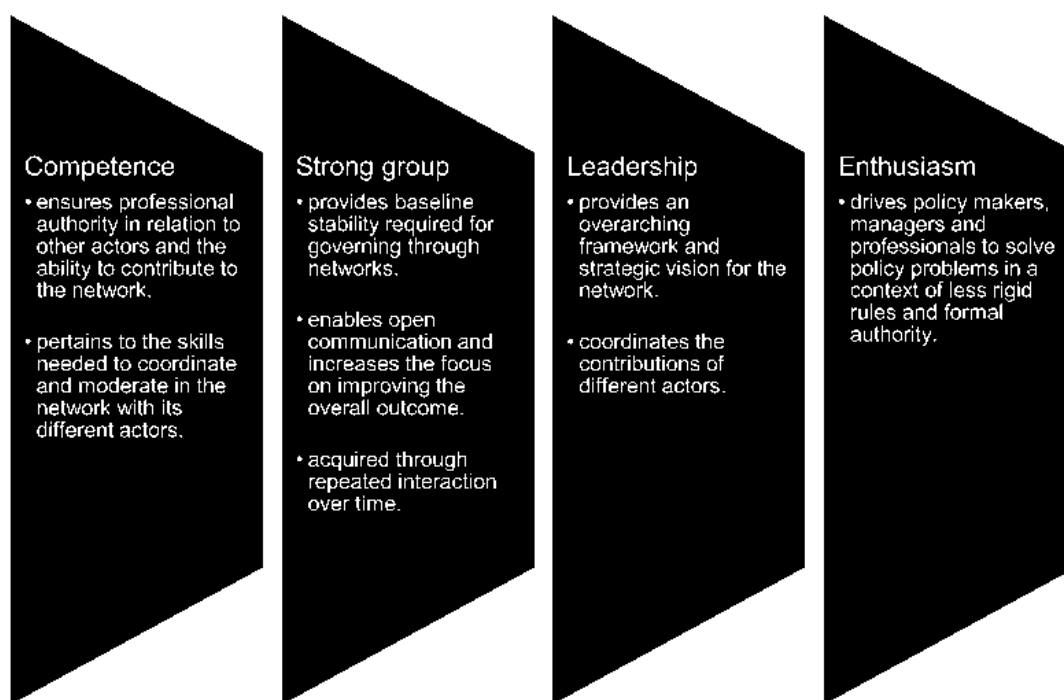 Competence
• ensures professional
authority in relation to
other actors and the
ability to contribute to
the network.
• pertains to the skills
needed to coordinate
and moderate in the
network with its
different actors.
Strong group
• provides baseline
stability required for
governing through
networks.
• enables open
communication and
increases the focus
on improving the
overall outcome.
• acquired through
repeated interaction
over time.
Leadership
• provides an
overarching
framework and
strategic vision for the
network.
• coordinates the
contributions of
different actors.
Enthusiasm
• drives policy makers,
managers and
professionals to solve
policy problems in a
context of less rigid
rules and formal
authority.